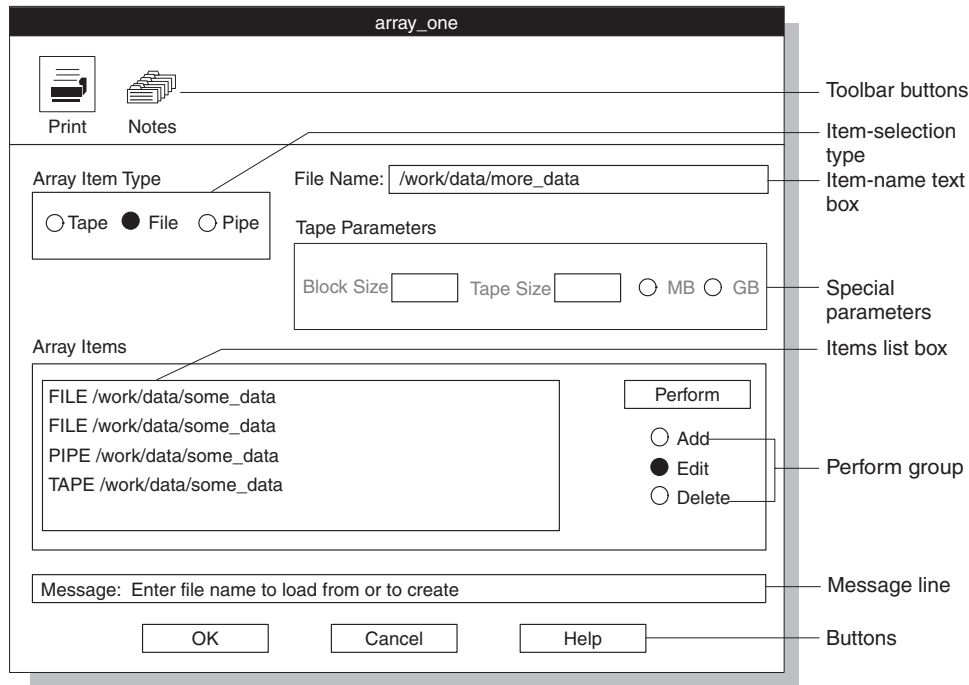 array_one
Print Notes
Toolbar buttons
Item-selection
type
Array Item Type
File Name: /work/data/more_data
Item-name text
box
Tape File Pipe
Tape Parameters
Block Size Tape Size MB GB
Special
parameters
Array Items
Items list box
FILE /work/data/some_data
FILE /work/data/some_data
PIPE /work/data/some_data
TAPE /work/data/some_data
Perform
Add
Edit
Delete
Perform group
Message: Enter file name to load from or to create
Message line
OK Cancel Help
Buttons